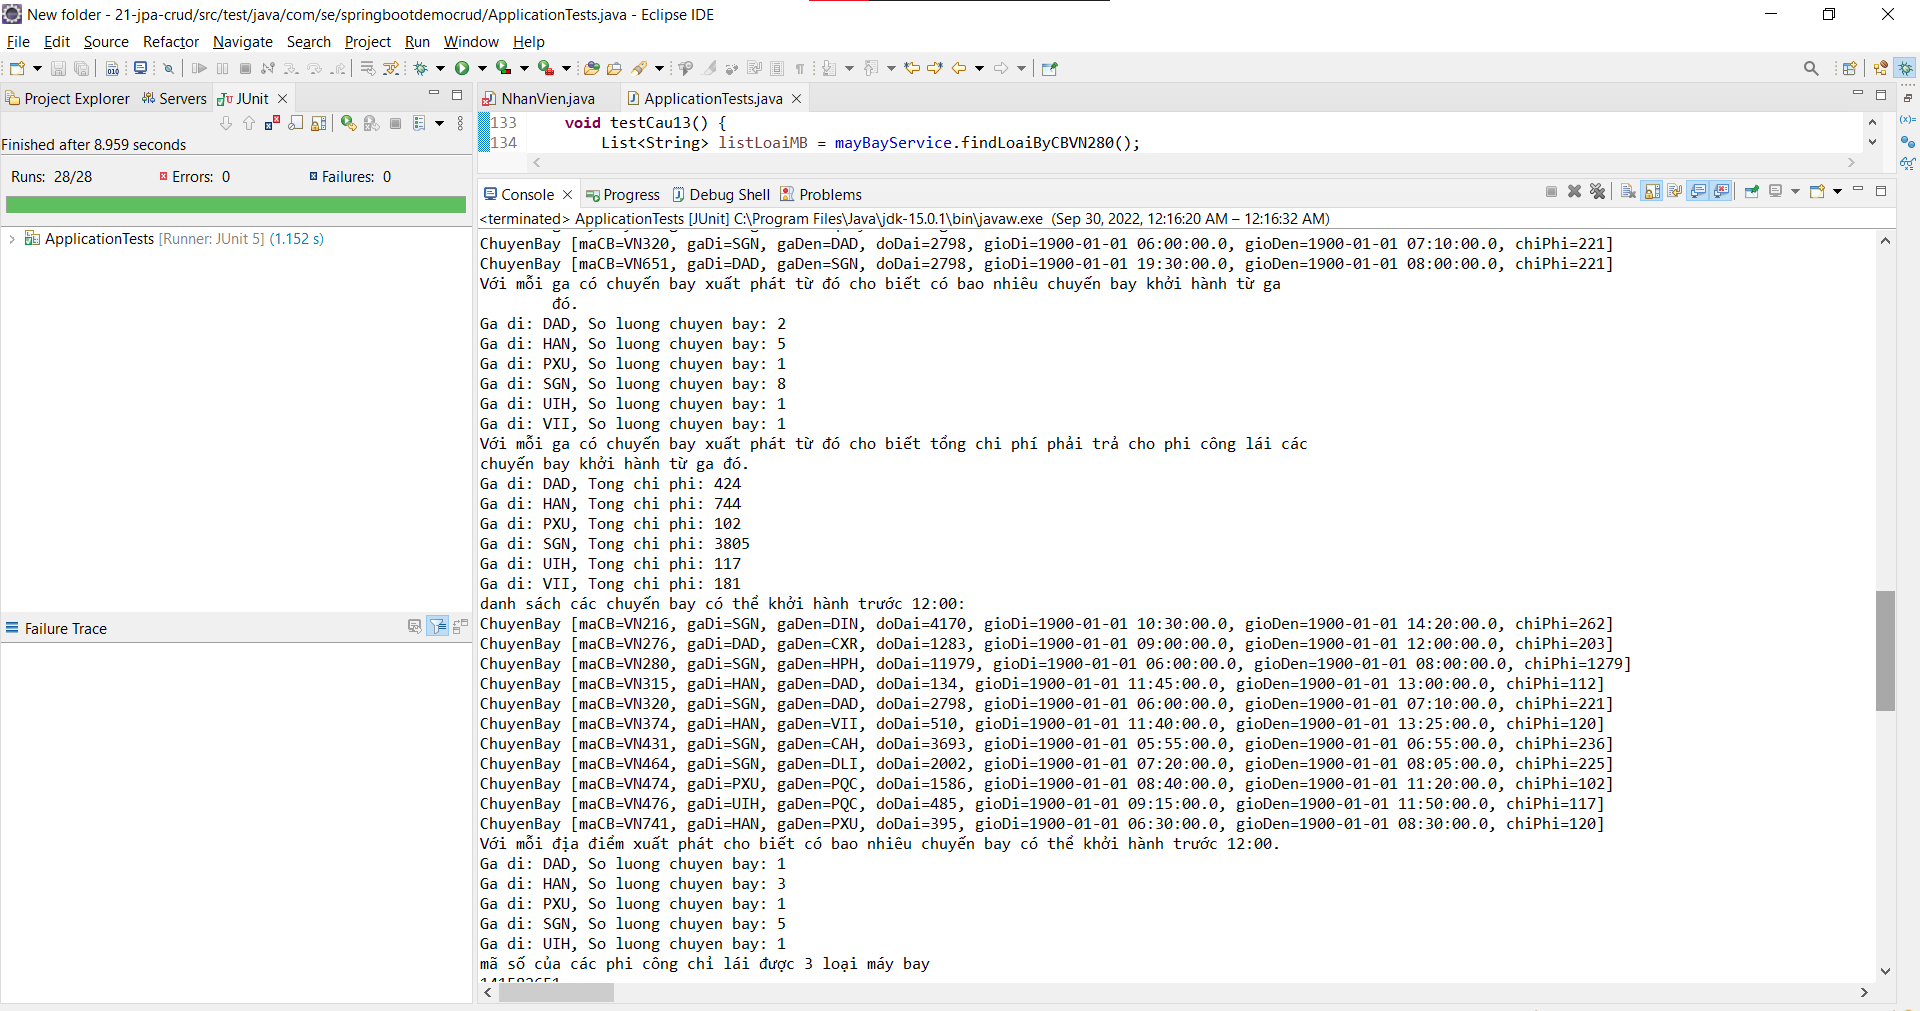 New folder - 21-jpa-crud/src/test/java/com/se/springbootdemocrud/ApplicationTests.java - Eclipse IDE
File Edit Source Refactor Navigate Search Project Run Window Help
Project Explorer Servers JUnit
Finished after 8.959 seconds
Runs: 28/28 Errors: 0 Failures: 0
ApplicationTests [Runner: JUnit 5] (1.152 s)
Failure Trace
NhanVien.java ApplicationTests.java
133 void testCau13() {
134 List<String> listLoaiMB = mayBayService.findLoaiByCBVN280();
Console Progress Debug Shell Problems
<terminated> ApplicationTests [JUnit] C:\Program Files\Java\jdk-15.0.1\bin\javaw.exe (Sep 30, 2022, 12:16:20 AM – 12:16:32 AM)
ChuyenBay [maCB=VN320, gaDi=SGN, gaDen=DAD, doDai=2798, gioDi=1900-01-01 06:00:00.0, gioDen=1900-01-01 07:10:00.0, chiPhi=221]
ChuyenBay [maCB=VN651, gaDi=DAD, gaDen=SGN, doDai=2798, gioDi=1900-01-01 19:30:00.0, gioDen=1900-01-01 08:00:00.0, chiPhi=221]
Với mỗi ga có chuyến bay xuất phát từ đó cho biết có bao nhiêu chuyến bay khởi hành từ ga
đó.
Ga di: DAD, So luong chuyen bay: 2
Ga di: HAN, So luong chuyen bay: 5
Ga di: PXU, So luong chuyen bay: 1
Ga di: SGN, So luong chuyen bay: 8
Ga di: UIH, So luong chuyen bay: 1
Ga di: VII, So luong chuyen bay: 1
Với mỗi ga có chuyến bay xuất phát từ đó cho biết tổng chi phí phải trả cho phi công lái các
chuyến bay khởi hành từ ga đó.
Ga di: DAD, Tong chi phi: 424
Ga di: HAN, Tong chi phi: 744
Ga di: PXU, Tong chi phi: 102
Ga di: SGN, Tong chi phi: 3805
Ga di: UIH, Tong chi phi: 117
Ga di: VII, Tong chi phi: 181
danh sách các chuyến bay có thể khởi hành trước 12:00:
ChuyenBay [maCB=VN216, gaDi=SGN, gaDen=DIN, doDai=4170, gioDi=1900-01-01 10:30:00.0, gioDen=1900-01-01 14:20:00.0, chiPhi=262]
ChuyenBay [maCB=VN276, gaDi=DAD, gaDen=CXR, doDai=1283, gioDi=1900-01-01 09:00:00.0, gioDen=1900-01-01 12:00:00.0, chiPhi=203]
ChuyenBay [maCB=VN280, gaDi=SGN, gaDen=HPH, doDai=11979, gioDi=1900-01-01 06:00:00.0, gioDen=1900-01-01 08:00:00.0, chiPhi=1279]
ChuyenBay [maCB=VN315, gaDi=HAN, gaDen=DAD, doDai=134, gioDi=1900-01-01 11:45:00.0, gioDen=1900-01-01 13:00:00.0, chiPhi=112]
ChuyenBay [maCB=VN320, gaDi=SGN, gaDen=DAD, doDai=2798, gioDi=1900-01-01 06:00:00.0, gioDen=1900-01-01 07:10:00.0, chiPhi=221]
ChuyenBay [maCB=VN374, gaDi=HAN, gaDen=VII, doDai=510, gioDi=1900-01-01 11:40:00.0, gioDen=1900-01-01 13:25:00.0, chiPhi=120]
ChuyenBay [maCB=VN431, gaDi=SGN, gaDen=CAH, doDai=3693, gioDi=1900-01-01 05:55:00.0, gioDen=1900-01-01 06:55:00.0, chiPhi=236]
ChuyenBay [maCB=VN464, gaDi=SGN, gaDen=DLI, doDai=2002, gioDi=1900-01-01 07:20:00.0, gioDen=1900-01-01 08:05:00.0, chiPhi=225]
ChuyenBay [maCB=VN474, gaDi=PXU, gaDen=PQC, doDai=1586, gioDi=1900-01-01 08:40:00.0, gioDen=1900-01-01 11:20:00.0, chiPhi=102]
ChuyenBay [maCB=VN476, gaDi=UIH, gaDen=PQC, doDai=485, gioDi=1900-01-01 09:15:00.0, gioDen=1900-01-01 11:50:00.0, chiPhi=117]
ChuyenBay [maCB=VN741, gaDi=HAN, gaDen=PXU, doDai=395, gioDi=1900-01-01 06:30:00.0, gioDen=1900-01-01 08:30:00.0, chiPhi=120]
Với mỗi địa điểm xuất phát cho biết có bao nhiêu chuyến bay có thể khởi hành trước 12:00.
Ga di: DAD, So luong chuyen bay: 1
Ga di: HAN, So luong chuyen bay: 3
Ga di: PXU, So luong chuyen bay: 1
Ga di: SGN, So luong chuyen bay: 5
Ga di: UIH, So luong chuyen bay: 1
mã số của các phi công chỉ lái được 3 loại máy bay